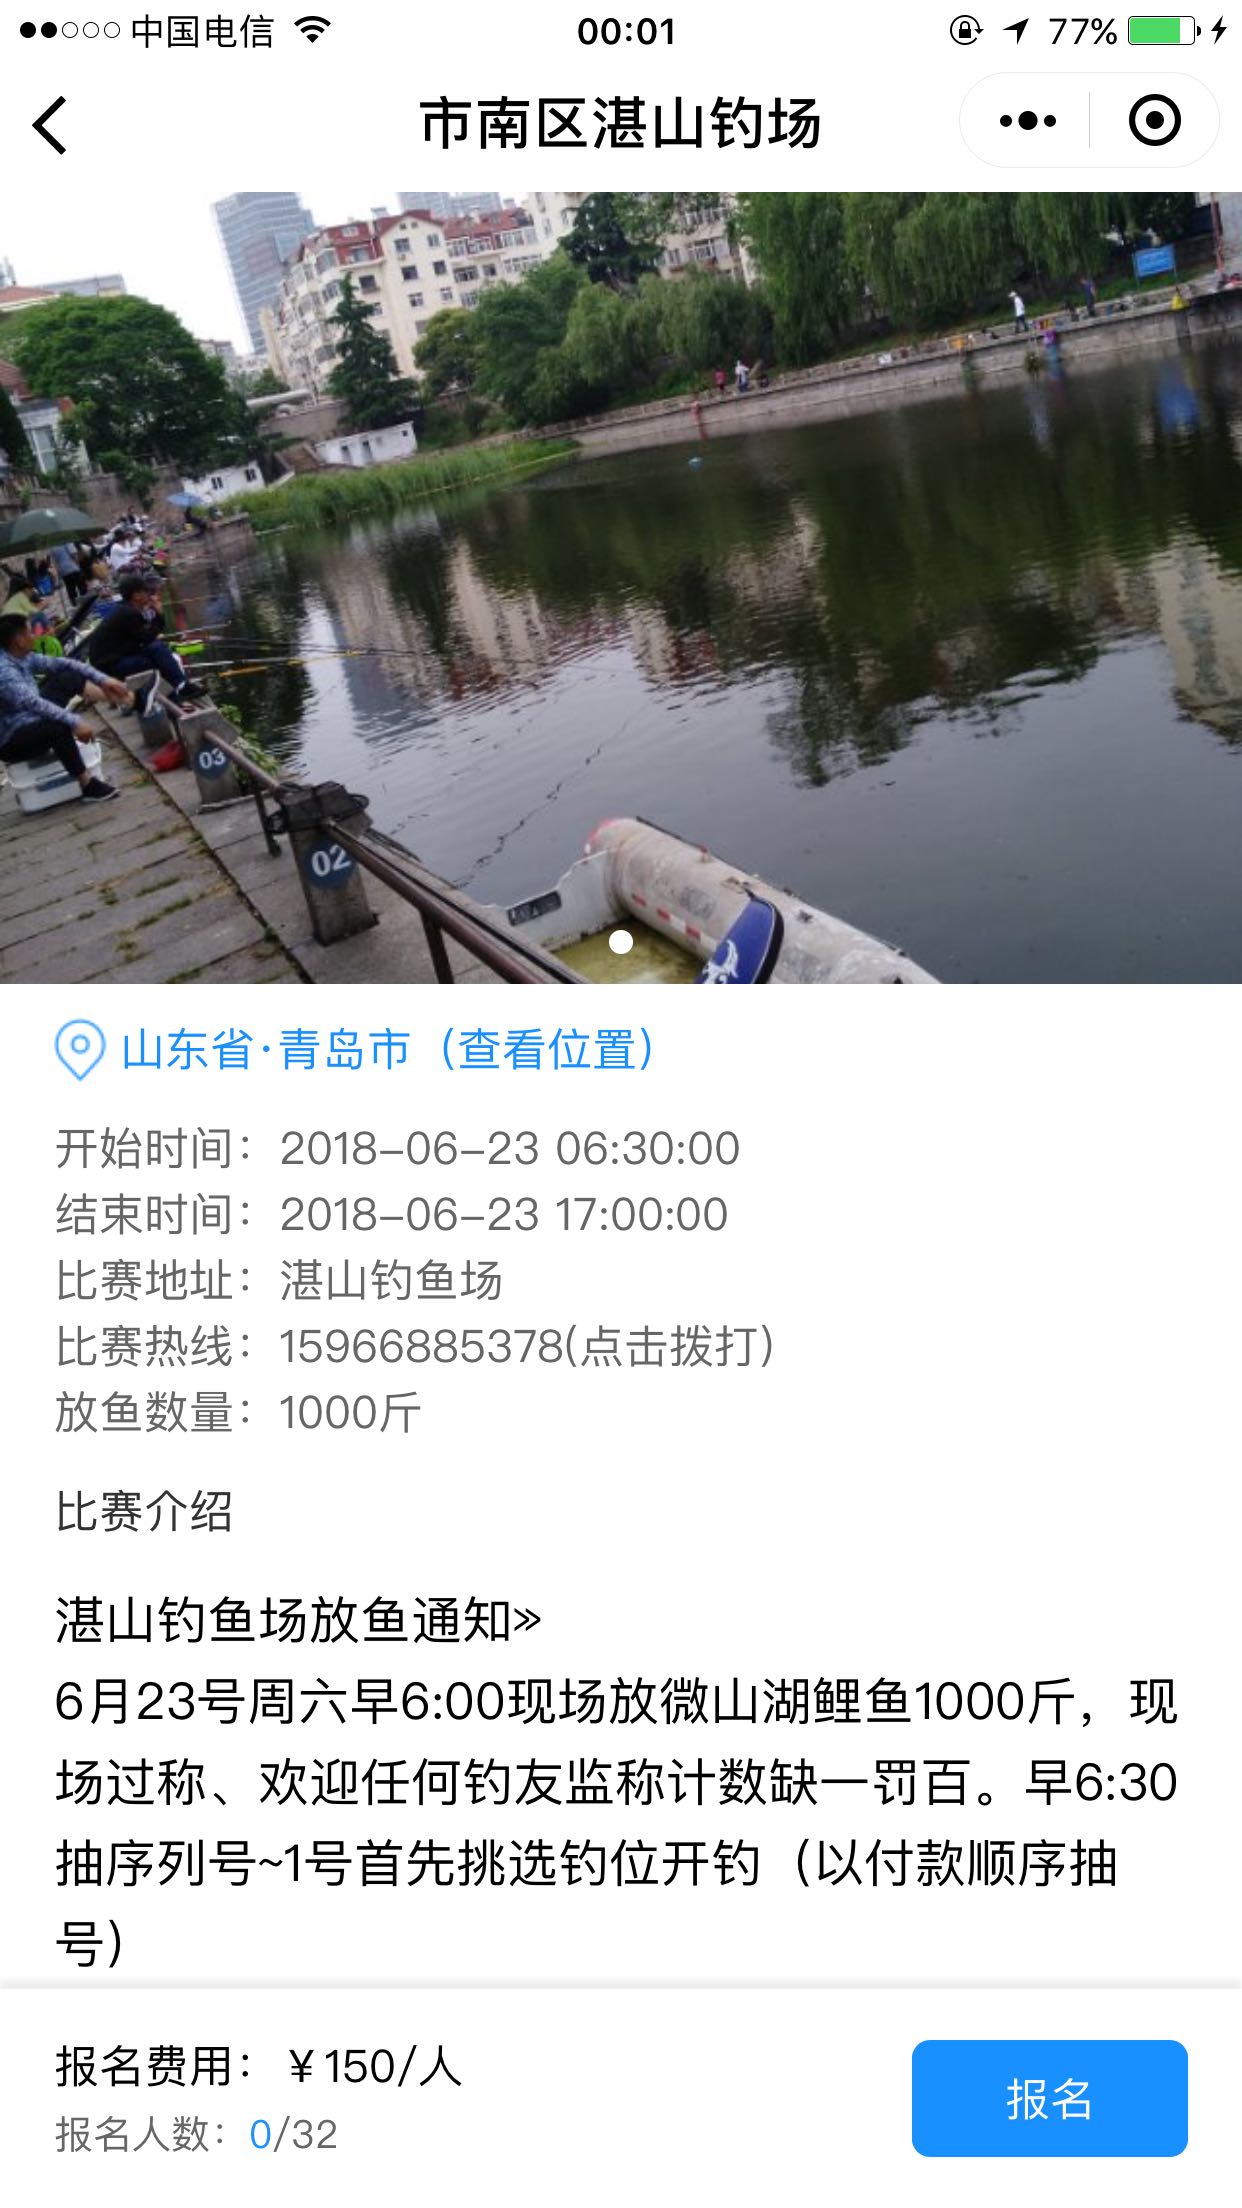 中国电信
00:01
77%
市南区湛山钓场
03
02
山东省·青岛市（查看位置）
开始时间：2018-06-23 06:30:00
结束时间：2018-06-23 17:00:00
比赛地址：湛山钓鱼场
比赛热线：15966885378(点击拨打)
放鱼数量：1000斤
比赛介绍
湛山钓鱼场放鱼通知»
6月23号周六早6:00现场放微山湖鲤鱼1000斤，现
场过称、欢迎任何钓友监称计数缺一罚百。早6:30
抽序列号~1号首先挑选钓位开钓（以付款顺序抽
号）
报名费用：￥150/人
报名人数：0/32
报名